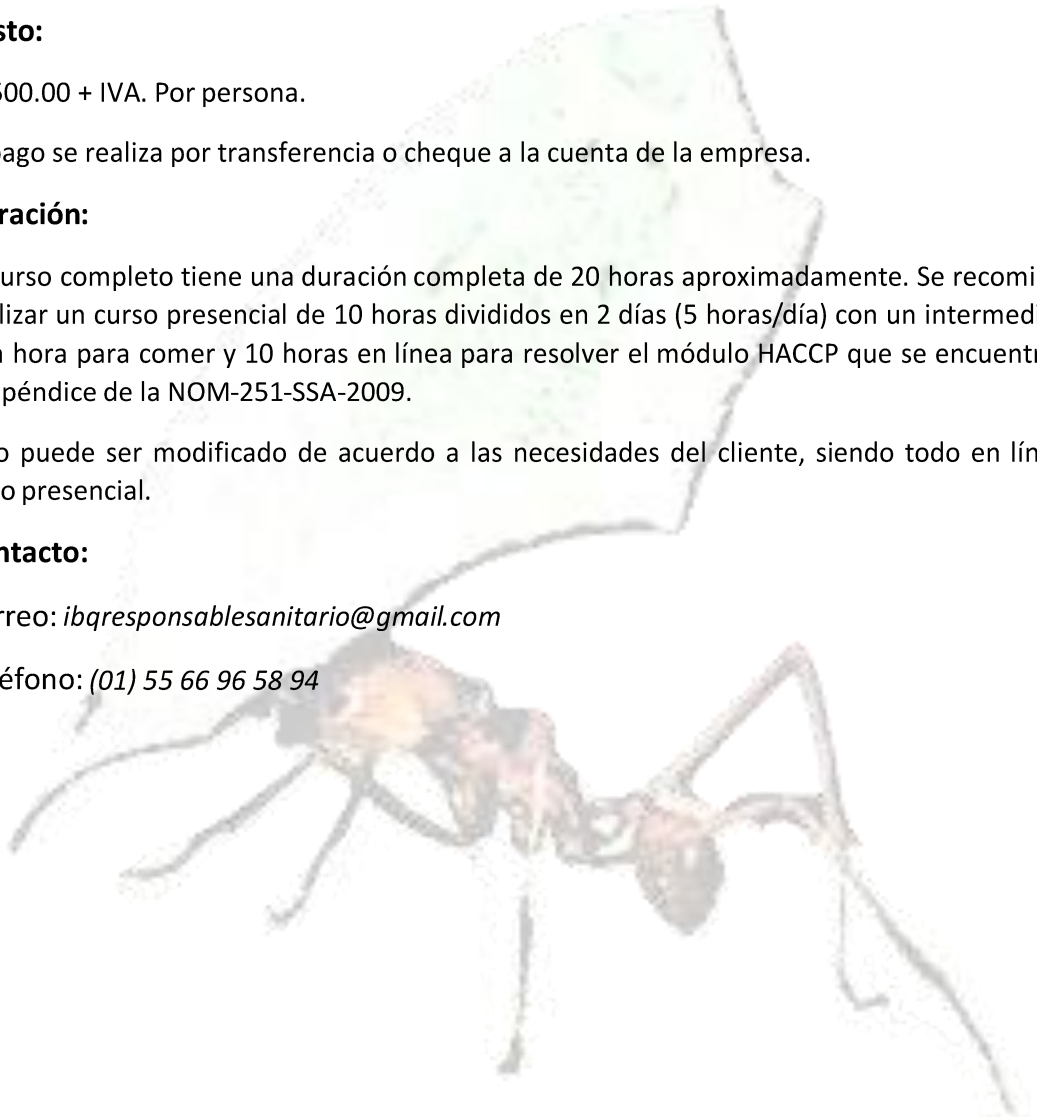 sto:
500.00 + IVA. Por persona.
pago se realiza por transferencia o cheque a la cuenta de la empresa.
ración:
urso completo tiene una duración completa de 20 horas aproximadamente. Se recomi
lizar un curso presencial de 10 horas divididos en 2 días (5 horas/día) con un intermedi
a hora para comer y 10 horas en línea para resolver el módulo HACCP que se encuentr
péndice de la NOM-251-SSA-2009.
o puede ser modificado de acuerdo a las necesidades del cliente, siendo todo en lín
o presencial.
ntacto:
rreo: ibqresponsablesanitario@gmail.com
éfono: (01) 55 66 96 58 94